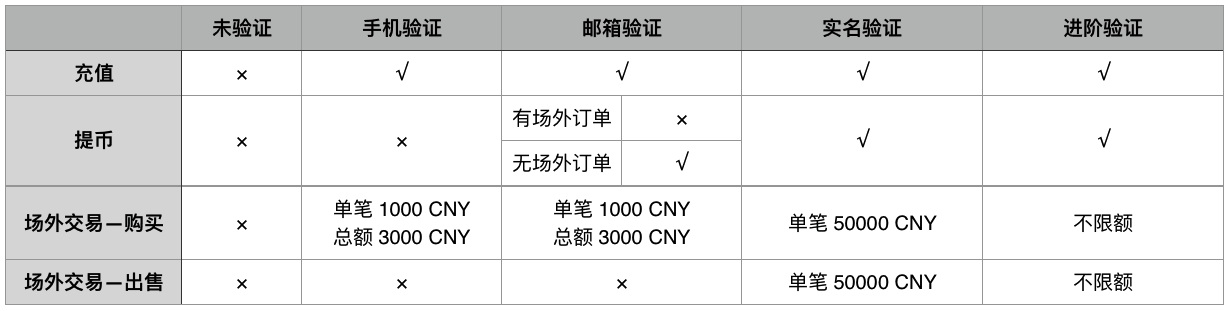 未验证 手机验证 邮箱验证 实名验证 进阶验证
充值 × √ √ √ √
提币 × × 有场外订单 × √ √
无场外订单 √
场外交易—购买 × 单笔 1000 CNY 单笔 1000 CNY 单笔 50000 CNY 不限额
总额 3000 CNY 总额 3000 CNY
场外交易—出售 × × × 单笔 50000 CNY 不限额